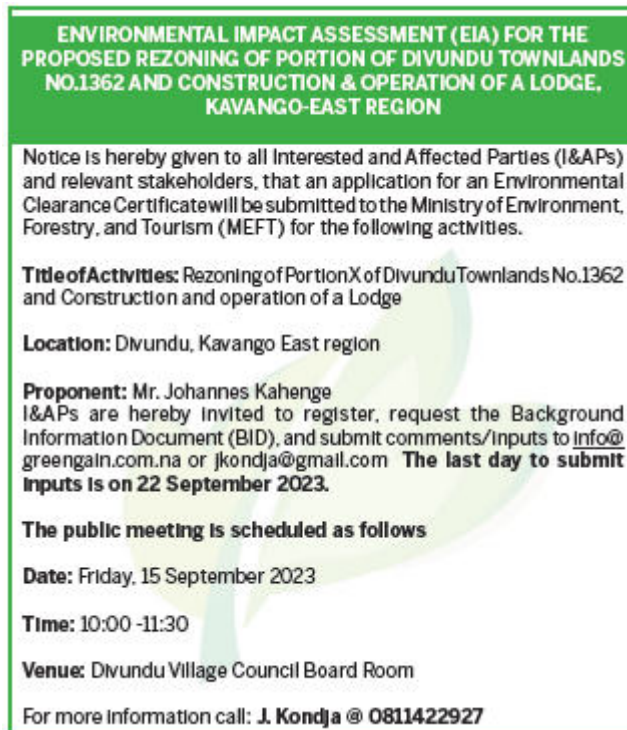 ENVIRONMENTAL IMPACT ASSESSMENT (EIA) FOR THE
PROPOSED REZONING OF PORTION OF DIVUNDU TOWNLANDS
NO.1362 AND CONSTRUCTION & OPERATION OF A LODGE,
KAVANGO-EAST REGION
Notice is hereby given to all Interested and Affected Parties (I&APs)
and relevant stakeholders, that an application for an Environmental
Clearance Certificate will be submitted to the Ministry of Environment,
Forestry, and Tourism (MEFT) for the following activities.
Title of Activities: Rezoning of Portion X of Divundu Townlands No.1362
and Construction and operation of a Lodge
Location: Divundu, Kavango East region
Proponent: Mr. Johannes Kahenge
I&APs are hereby invited to register, request the Background
Information Document (BID), and submit comments/inputs to info@
greengain.com.na or jkondja@gmail.com The last day to submit
inputs is on 22 September 2023.
The public meeting is scheduled as follows
Date: Friday, 15 September 2023
Time: 10:00 -11:30
Venue: Divundu Village Council Board Room
For more information call: J. Kondja @ 0811422927